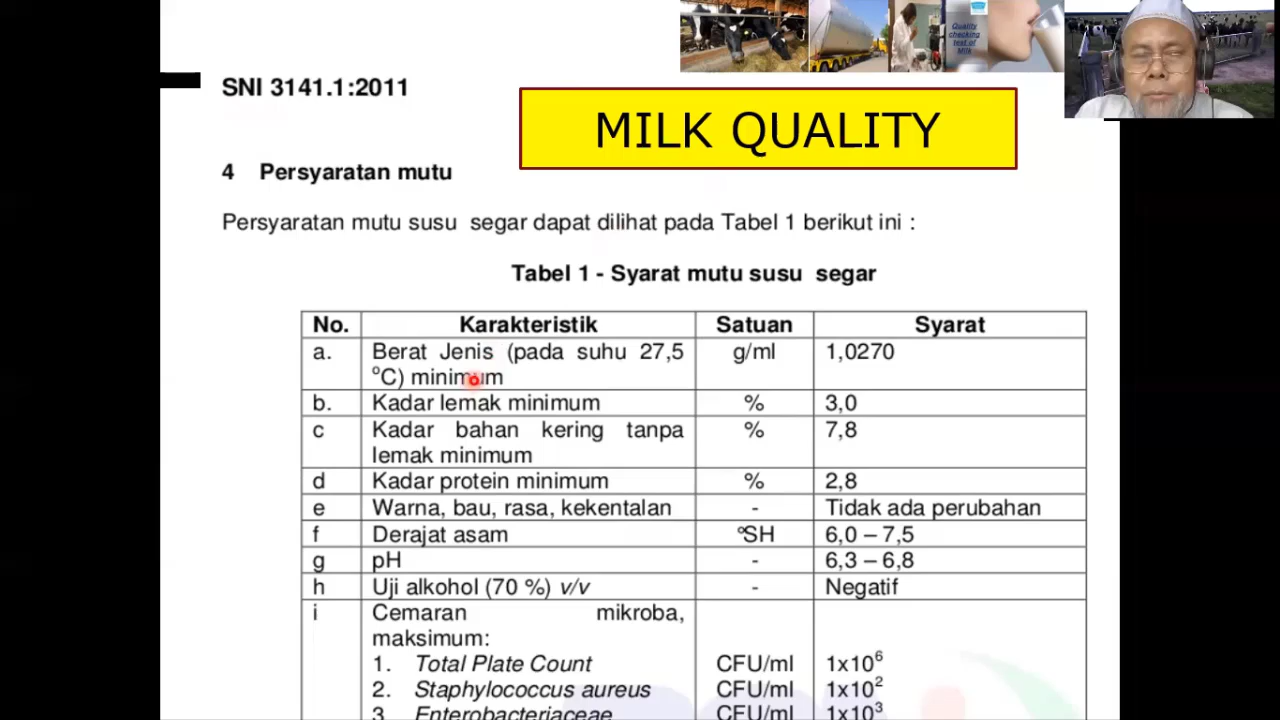 Quality
checking
test of
Milk
SNI 3141.1:2011
MILK QUALITY
4 Persyaratan mutu
Persyaratan mutu susu segar dapat dilihat pada Tabel 1 berikut ini :
Tabel 1 - Syarat mutu susu segar
No. Karakteristik Satuan Syarat
a. Berat Jenis (pada suhu 27,5 g/ml 1,0270
°C) minimum
b. Kadar lemak minimum % 3,0
c Kadar bahan kering tanpa % 7,8
lemak minimum
d Kadar protein minimum % 2,8
e Warna, bau, rasa, kekentalan - Tidak ada perubahan
f Derajat asam °SH 6,0 – 7,5
g pH - 6,3 – 6,8
h Uji alkohol (70 %) v/v - Negatif
i Cemaran mikroba,
maksimum:
1. Total Plate Count CFU/ml 1x10⁶
2. Staphylococcus aureus CFU/ml 1x10²
3 Enterobacteriaceae CFU/ml 1x10³